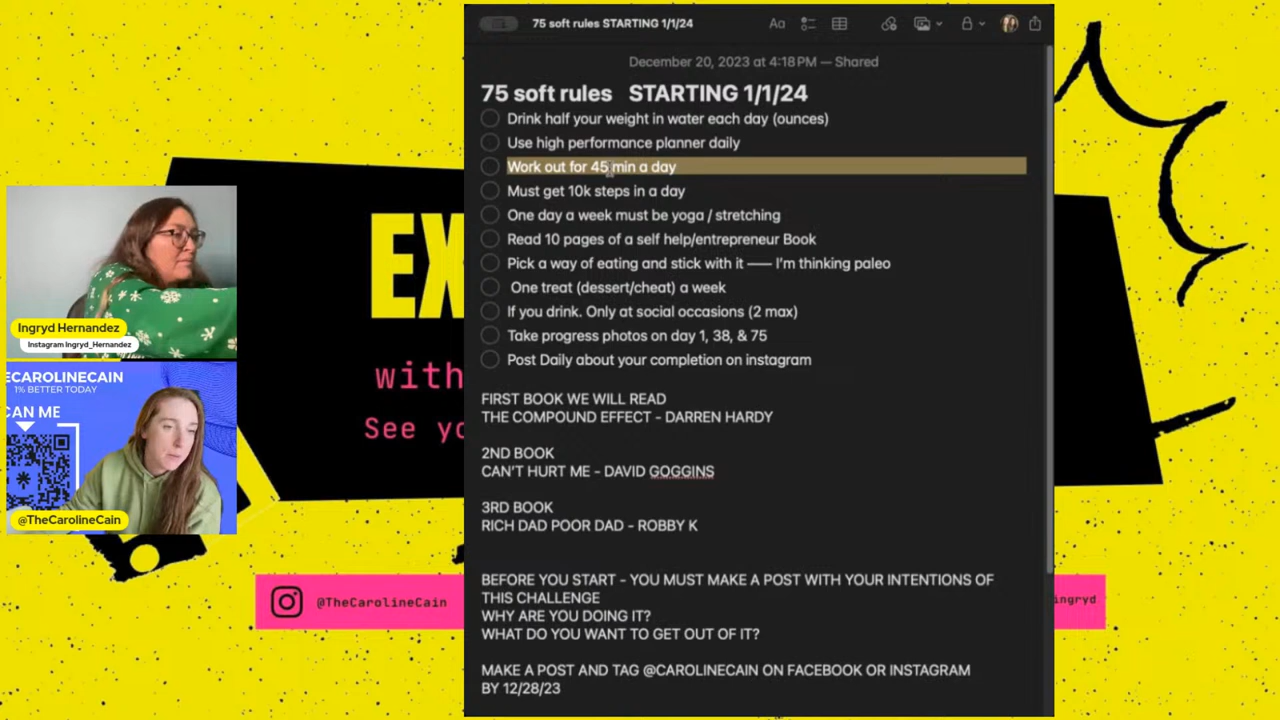 75 soft rules STARTING 1/1/24
Aa
December 20, 2023 at 4:18 PM — Shared
75 soft rules STARTING 1/1/24
Drink half your weight in water each day (ounces)
Use high performance planner daily
Work out for 45 min a day
Must get 10k steps in a day
One day a week must be yoga / stretching
Read 10 pages of a self help/entrepreneur Book
Pick a way of eating and stick with it —— I'm thinking paleo
One treat (dessert/cheat) a week
If you drink. Only at social occasions (2 max)
Take progress photos on day 1, 38, & 75
Post Daily about your completion on instagram
FIRST BOOK WE WILL READ
THE COMPOUND EFFECT - DARREN HARDY
2ND BOOK
CAN'T HURT ME - DAVID GOGGINS
3RD BOOK
RICH DAD POOR DAD - ROBBY K
BEFORE YOU START - YOU MUST MAKE A POST WITH YOUR INTENTIONS OF
THIS CHALLENGE
WHY ARE YOU DOING IT?
WHAT DO YOU WANT TO GET OUT OF IT?
MAKE A POST AND TAG @CAROLINECAIN ON FACEBOOK OR INSTAGRAM
BY 12/28/23
EX
with
See yo
@TheCarolineCain
ingryd
Ingryd Hernandez
Instagram Ingryd_Hernandez
ECAROLINECAIN
1% BETTER TODAY
CAN ME
@TheCarolineCain